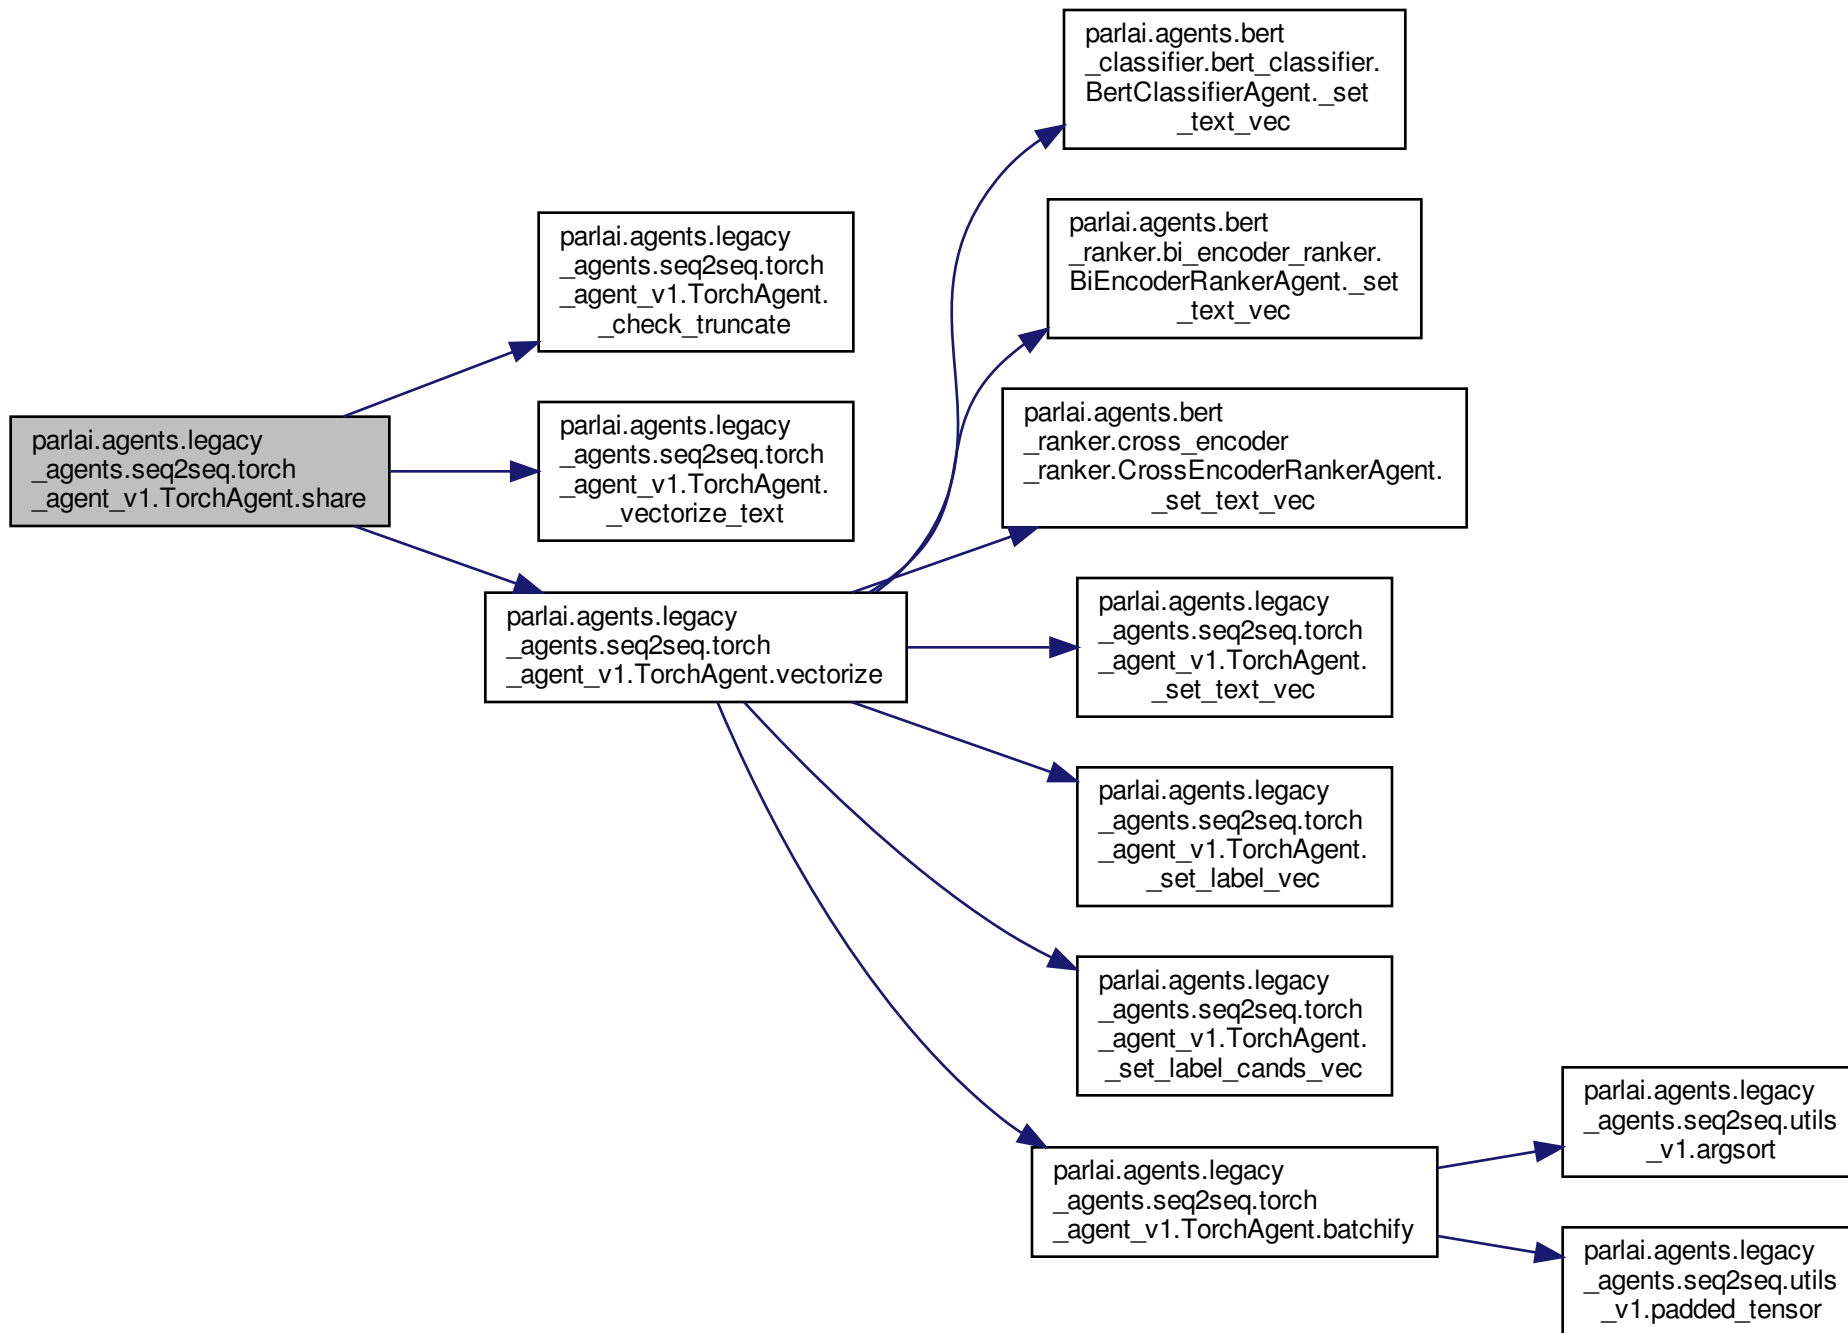 parlai.agents.bert
_classifier.bert_classifier.
BertClassifierAgent._set
_text_vec
parlai.agents.bert
_ranker.bi_encoder_ranker.
BiEncoderRankerAgent._set
_text_vec
parlai.agents.legacy
_agents.seq2seq.torch
_agent_v1.TorchAgent.
_check_truncate
parlai.agents.bert
_ranker.cross_encoder
_ranker.CrossEncoderRankerAgent.
_set_text_vec
parlai.agents.legacy
_agents.seq2seq.torch
_agent_v1.TorchAgent.
_vectorize_text
parlai.agents.legacy
_agents.seq2seq.torch
_agent_v1.TorchAgent.share
parlai.agents.legacy
_agents.seq2seq.torch
_agent_v1.TorchAgent.vectorize
parlai.agents.legacy
_agents.seq2seq.torch
_agent_v1.TorchAgent.
_set_text_vec
parlai.agents.legacy
_agents.seq2seq.torch
_agent_v1.TorchAgent.
_set_label_vec
parlai.agents.legacy
_agents.seq2seq.torch
_agent_v1.TorchAgent.
_set_label_cands_vec
parlai.agents.legacy
_agents.seq2seq.torch
_agent_v1.TorchAgent.batchify
parlai.agents.legacy
_agents.seq2seq.utils
_v1.argsort
parlai.agents.legacy
_agents.seq2seq.utils
_v1.padded_tensor